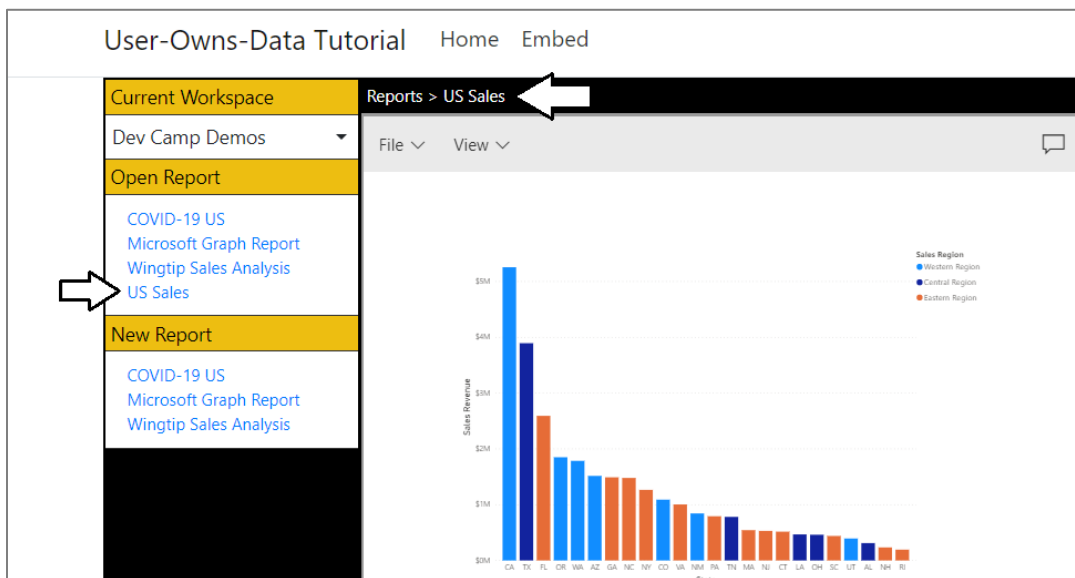 User-Owns-Data Tutorial Home Embed
Current Workspace
Dev Camp Demos
Open Report
COVID-19 US
Microsoft Graph Report
Wingtip Sales Analysis
US Sales
New Report
COVID-19 US
Microsoft Graph Report
Wingtip Sales Analysis
Reports > US Sales
File View
Sales Region
Western Region
Central Region
Eastern Region
Sales Revenue
$5M
$4M
$3M
$2M
$1M
$0M
CA TX FL OR WA AZ GA NC NY CO VA NM PA TN MA NJ CT LA OH SC UT AL NH RI